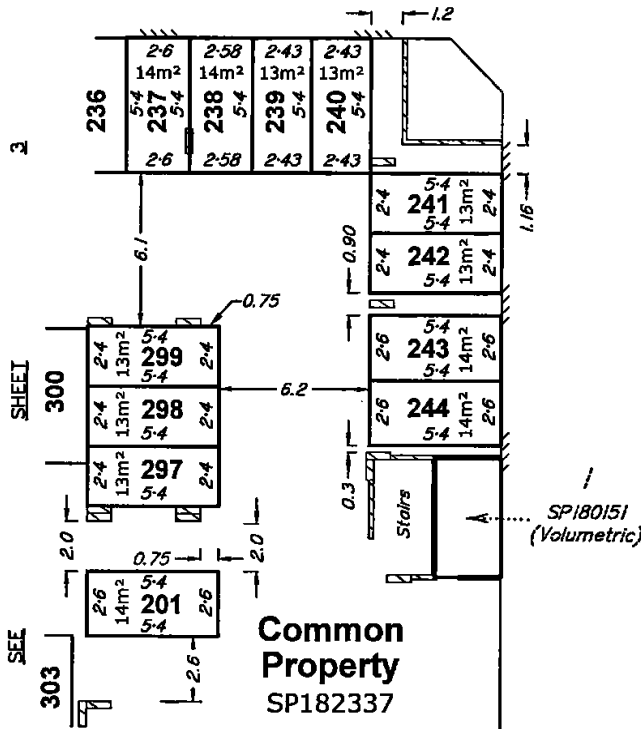 1·2
2·6 2·58 2·43 2·43
14m² 14m² 13m² 13m²
236 5·4 237 5·4 238 5·4 239 5·4 240 5·4
2·6 2·58 2·43 2·43
3
1·16
5·4
2·4 241 13m² 2·4
5·4
6·1
0·90
2·4 242 13m² 2·4
5·4
0·75
5·4
2·6 243 14m² 2·6
5·4
5·4
2·4 13m² 299 2·4
5·4
SHEET
300
2·4 13m² 298 2·4
6·2
2·6 244 14m² 2·6
5·4
2·4 13m² 297 2·4
5·4
0·3
Stairs
1
SP180151
(Volumetric)
2·0
0·75
2·0
5·4
2·6 14m² 201 2·6
5·4
SEE
303
2·6
Common
Property
SP182337